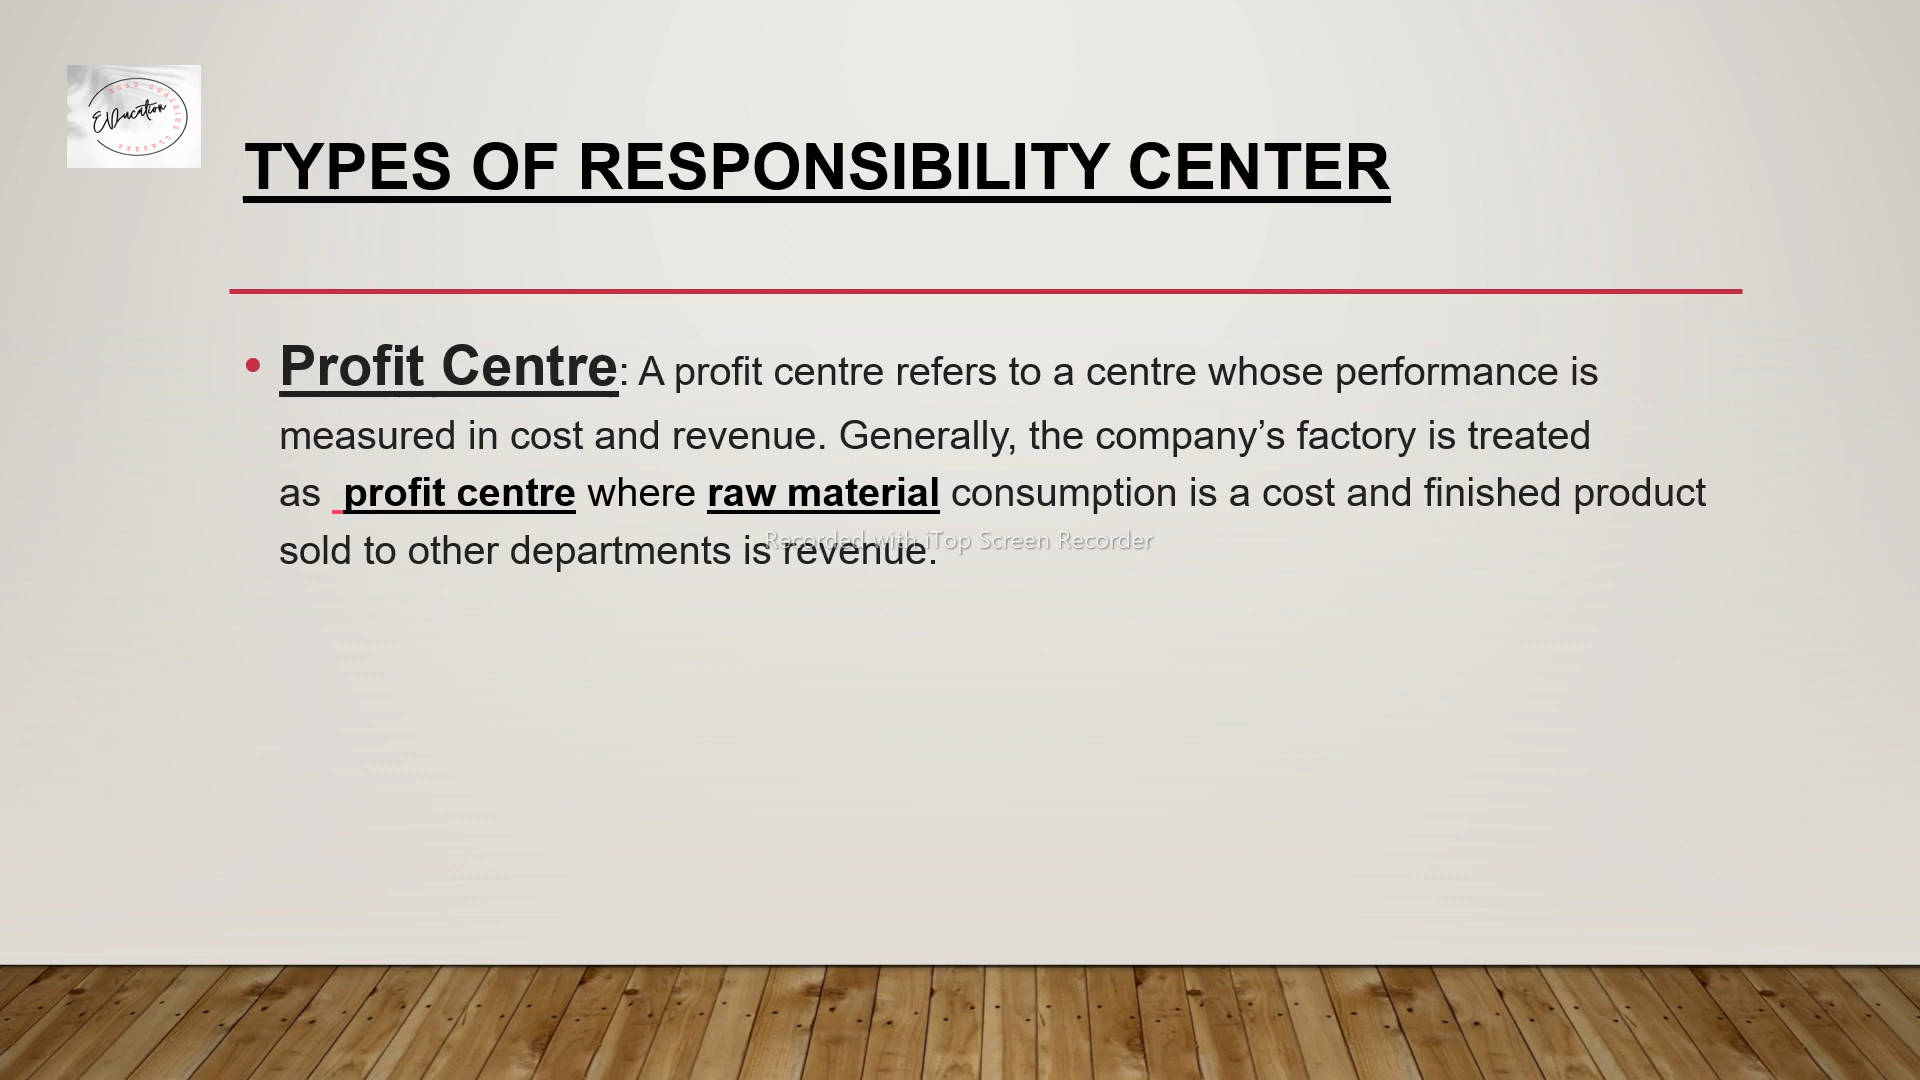 EDucation
TYPES OF RESPONSIBILITY CENTER
• Profit Centre: A profit centre refers to a centre whose performance is
measured in cost and revenue. Generally, the company’s factory is treated
as profit centre where raw material consumption is a cost and finished product
sold to other departments is revenue.
Recorded with iTop Screen Recorder